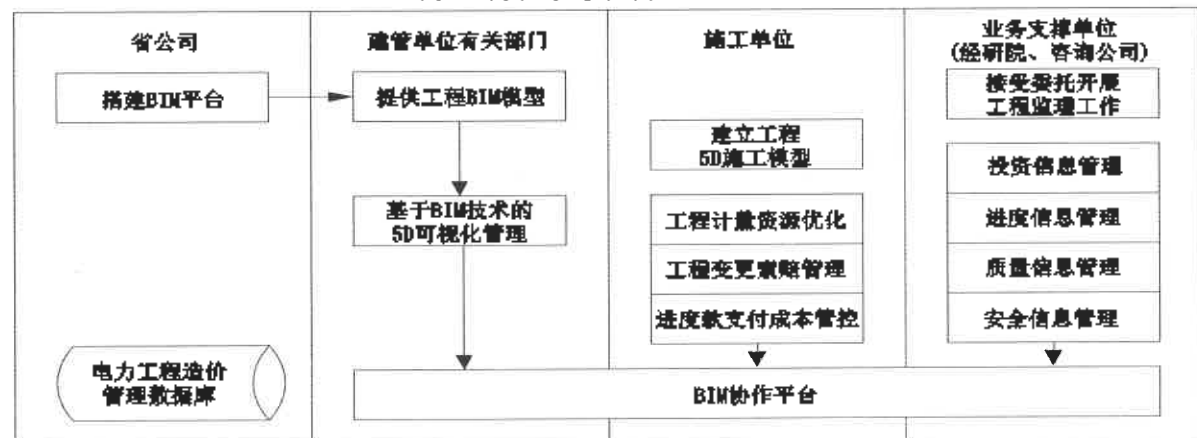 省公司
搭建BIM平台
电力工程造价
管理数据库
建管单位有关部门
提供工程BIM模型
基于BIM技术的
5D可视化管理
施工单位
建立工程
5D施工模型
工程计量资源优化
工程变更索赔管理
进度款支付成本管控
业务支撑单位
(经研院、咨询公司)
接受委托开展
工程监理工作
投资信息管理
进度信息管理
质量信息管理
安全信息管理
BIM协作平台